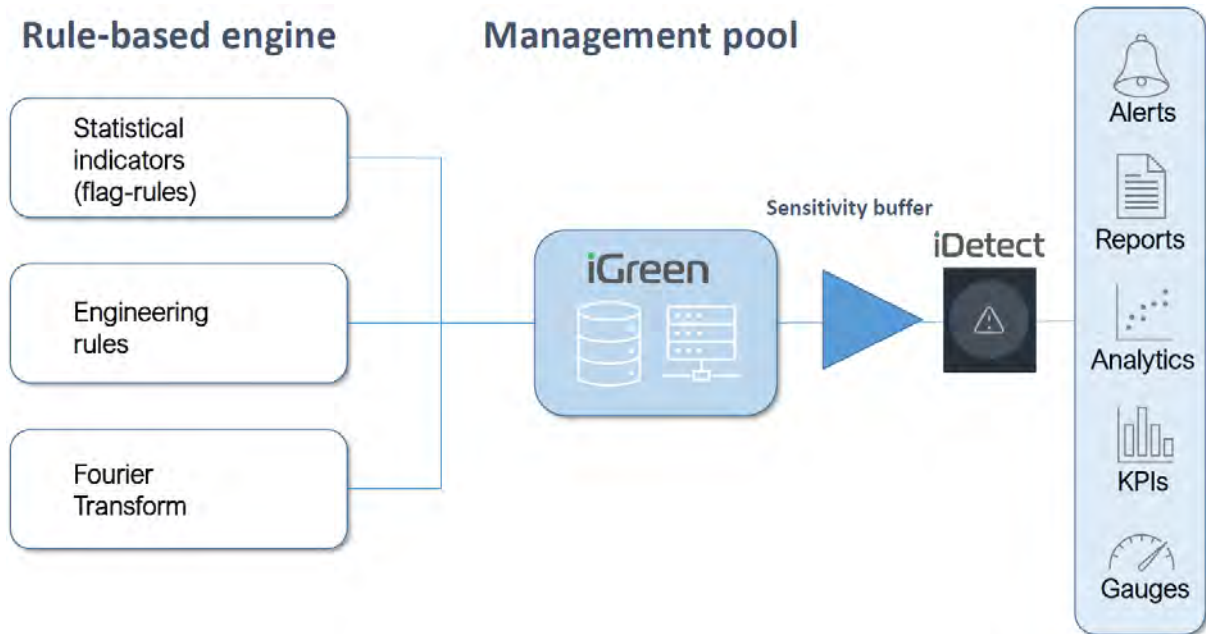 Rule-based engine
Management pool
Statistical
indicators
(flag-rules)
Engineering
rules
Fourier
Transform
iGreen
Sensitivity buffer
iDetect
Alerts
Reports
Analytics
KPIs
Gauges